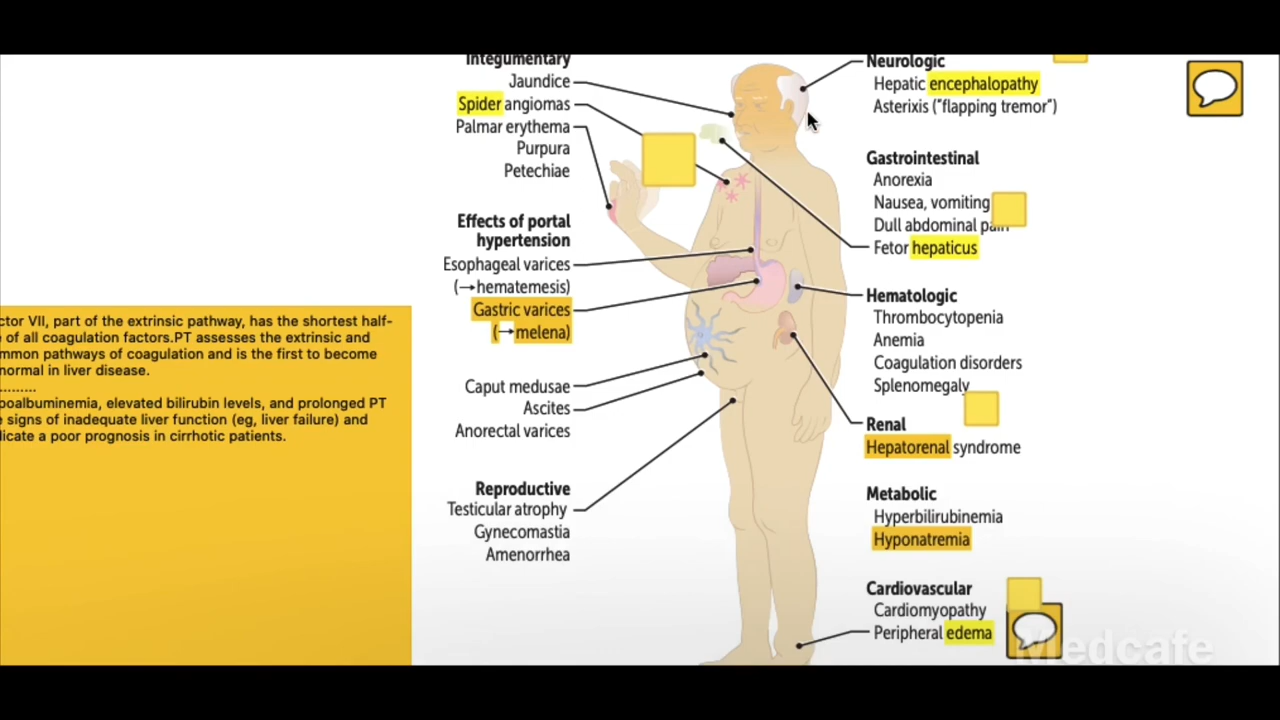 Integumentary
Jaundice
Spider angiomas
Palmar erythema
Purpura
Petechiae
Effects of portal
hypertension
Esophageal varices
(→hematemesis)
Gastric varices
(→melena)
Caput medusae
Ascites
Anorectal varices
Reproductive
Testicular atrophy
Gynecomastia
Amenorrhea
Neurologic
Hepatic encephalopathy
Asterixis ("flapping tremor")
Gastrointestinal
Anorexia
Nausea, vomiting
Dull abdominal pain
Fetor hepaticus
Hematologic
Thrombocytopenia
Anemia
Coagulation disorders
Splenomegaly
Renal
Hepatorenal syndrome
Metabolic
Hyperbilirubinemia
Hyponatremia
Cardiovascular
Cardiomyopathy
Peripheral edema
ctor VII, part of the extrinsic pathway, has the shortest half-
e of all coagulation factors.PT assesses the extrinsic and
mmon pathways of coagulation and is the first to become
normal in liver disease.
.........
poalbuminemia, elevated bilirubin levels, and prolonged PT
e signs of inadequate liver function (eg, liver failure) and
dicate a poor prognosis in cirrhotic patients.
Medcafe